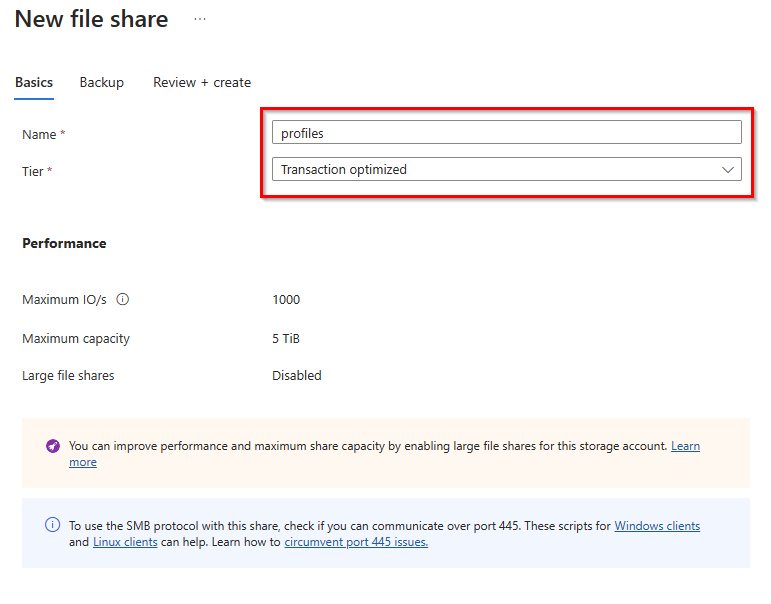 New file share ...
Basics Backup Review + create
Name *
profiles
Tier *
Transaction optimized
Performance
Maximum IO/s 1000
Maximum capacity 5 TiB
Large file shares Disabled
You can improve performance and maximum share capacity by enabling large file shares for this storage account. Learn
more
To use the SMB protocol with this share, check if you can communicate over port 445. These scripts for Windows clients
and Linux clients can help. Learn how to circumvent port 445 issues.